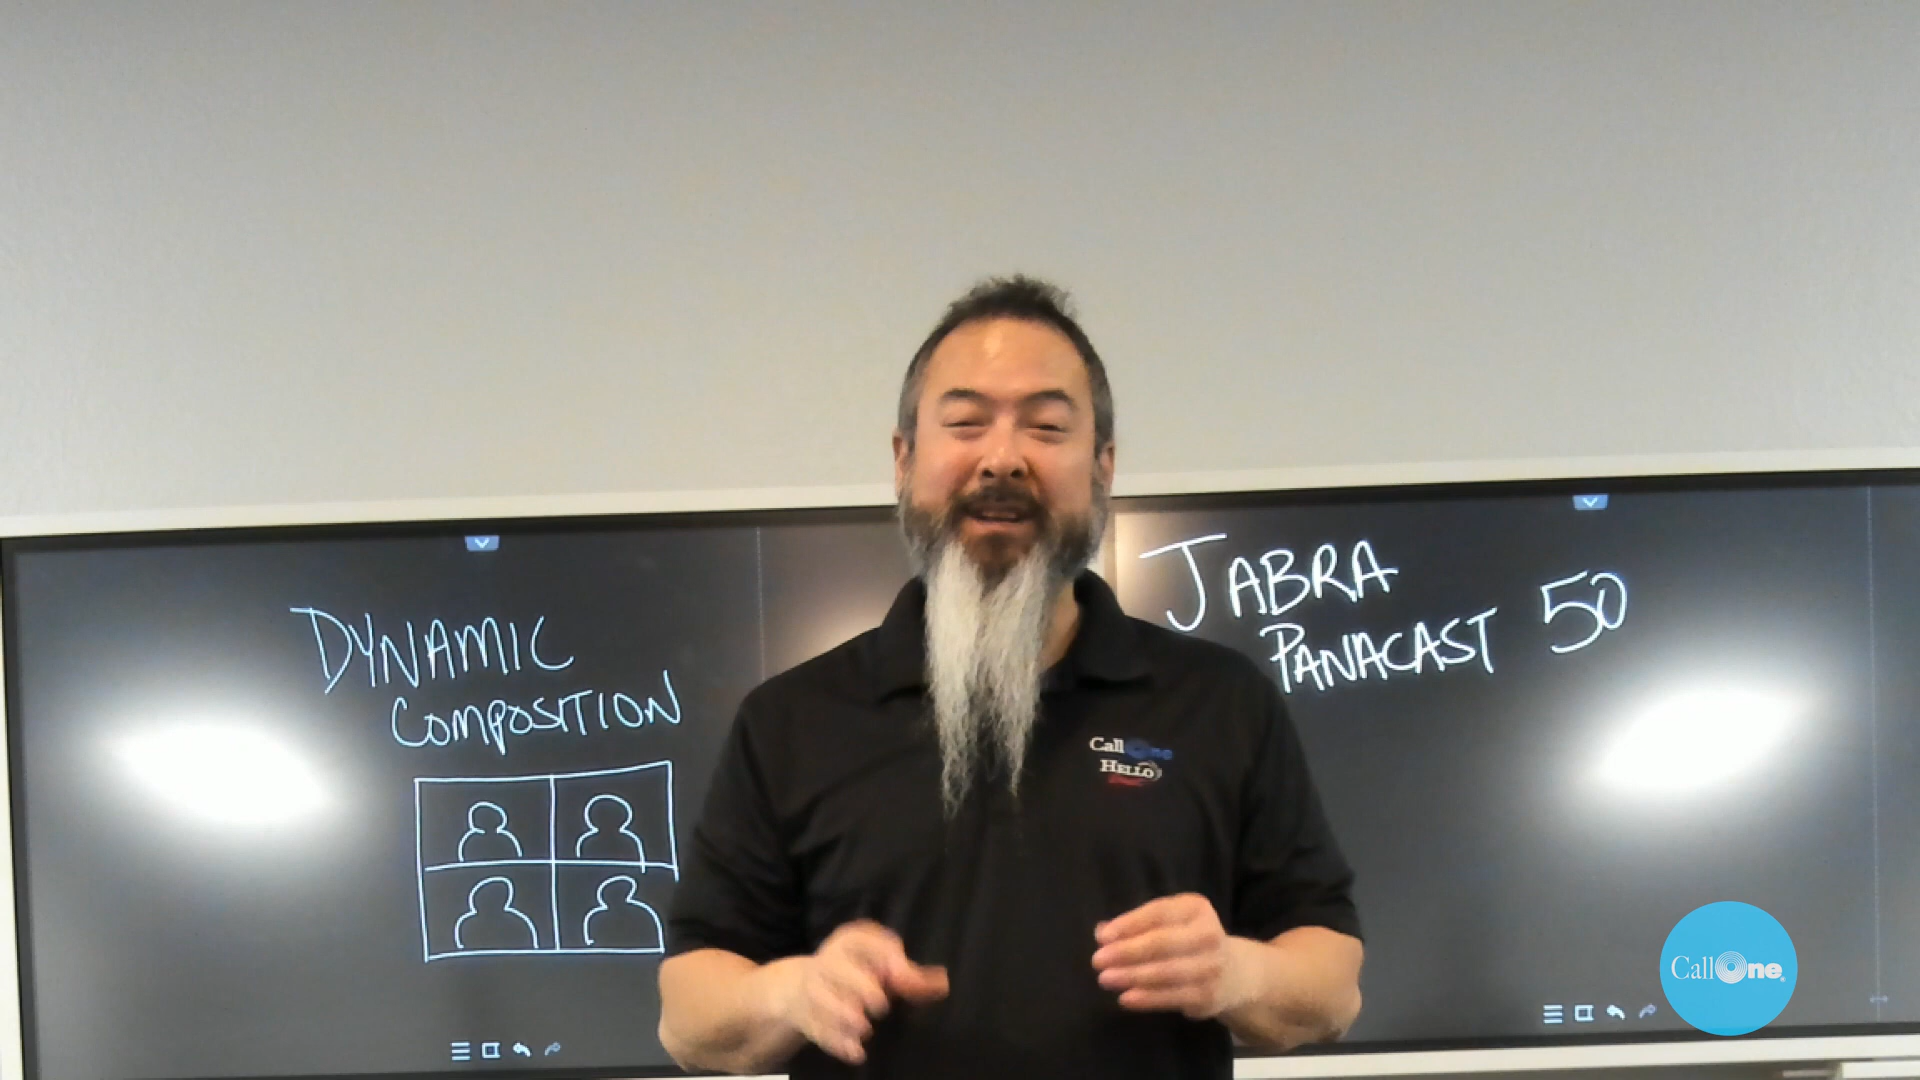 DYNAMIC
COMPOSITION
JABRA
PANACAST 50
CallOne
HELLO
CallOne